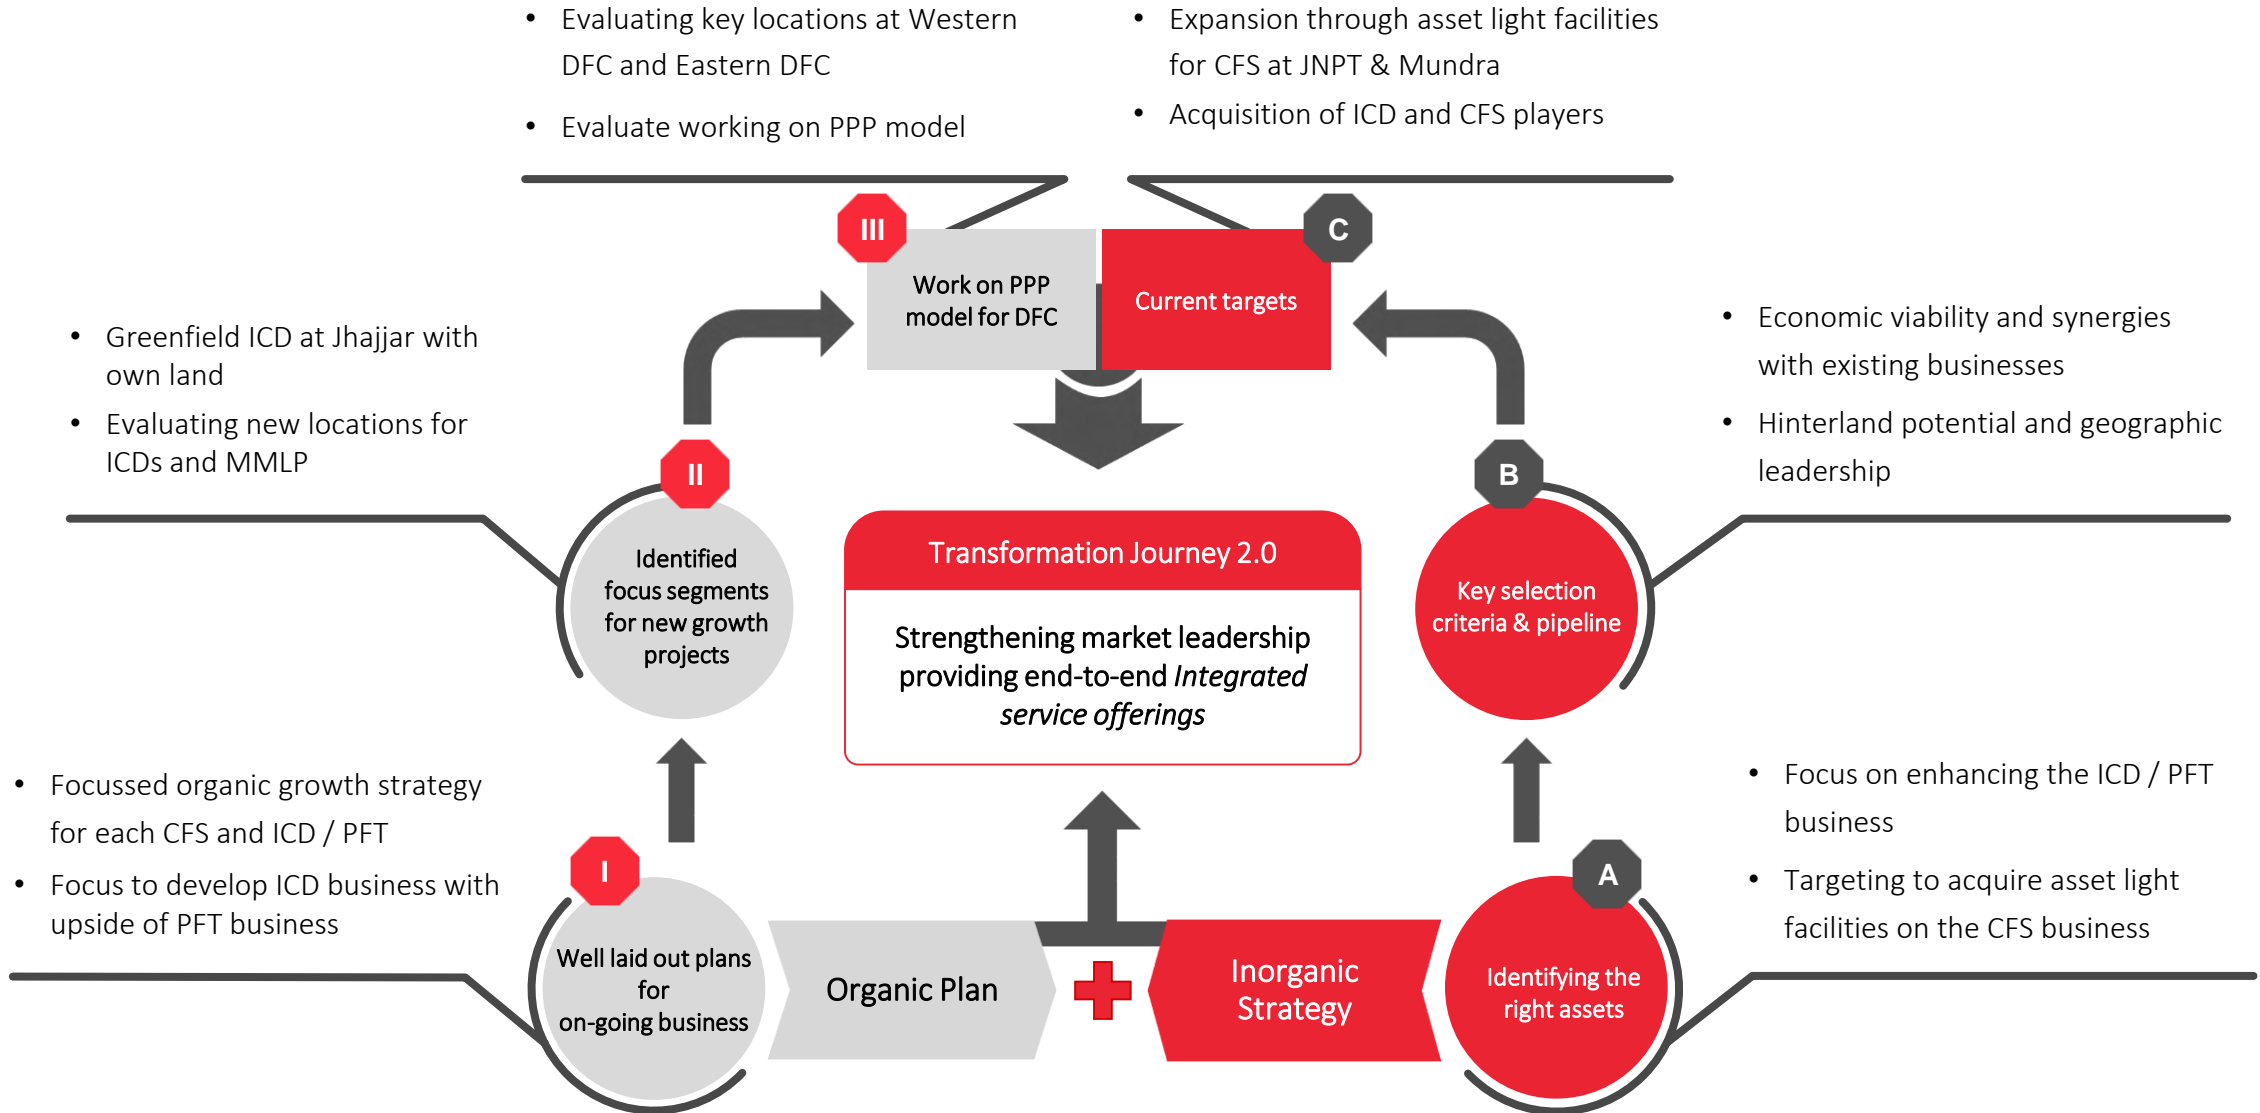 • Evaluating key locations at Western
DFC and Eastern DFC
• Evaluate working on PPP model
• Expansion through asset light facilities
for CFS at JNPT & Mundra
• Acquisition of ICD and CFS players
III
Work on PPP
model for DFC
C
Current targets
• Greenfield ICD at Jhajjar with
own land
• Evaluating new locations for
ICDs and MMLP
II
Identified
focus segments
for new growth
projects
• Economic viability and synergies
with existing businesses
• Hinterland potential and geographic
leadership
B
Key selection
criteria & pipeline
Transformation Journey 2.0
Strengthening market leadership
providing end-to-end Integrated
service offerings
• Focussed organic growth strategy
for each CFS and ICD / PFT
• Focus to develop ICD business with
upside of PFT business
I
Well laid out plans
for
on-going business
Organic Plan
Inorganic
Strategy
• Focus on enhancing the ICD / PFT
business
• Targeting to acquire asset light
facilities on the CFS business
A
Identifying the
right assets